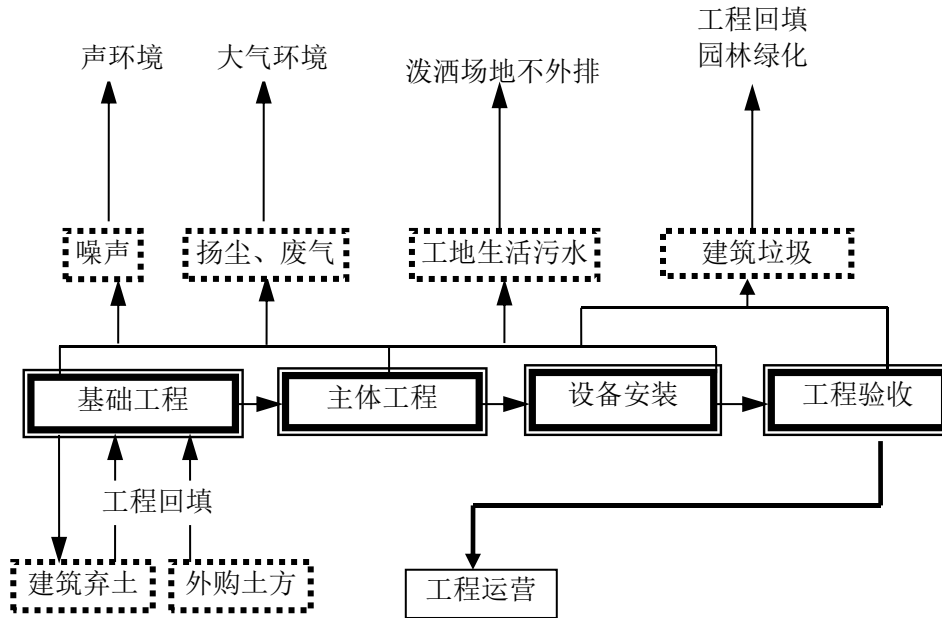 工程回填
园林绿化
声环境
大气环境
泼洒场地不外排
噪声
扬尘、废气
工地生活污水
建筑垃圾
基础工程
主体工程
设备安装
工程验收
工程回填
建筑弃土
外购土方
工程运营